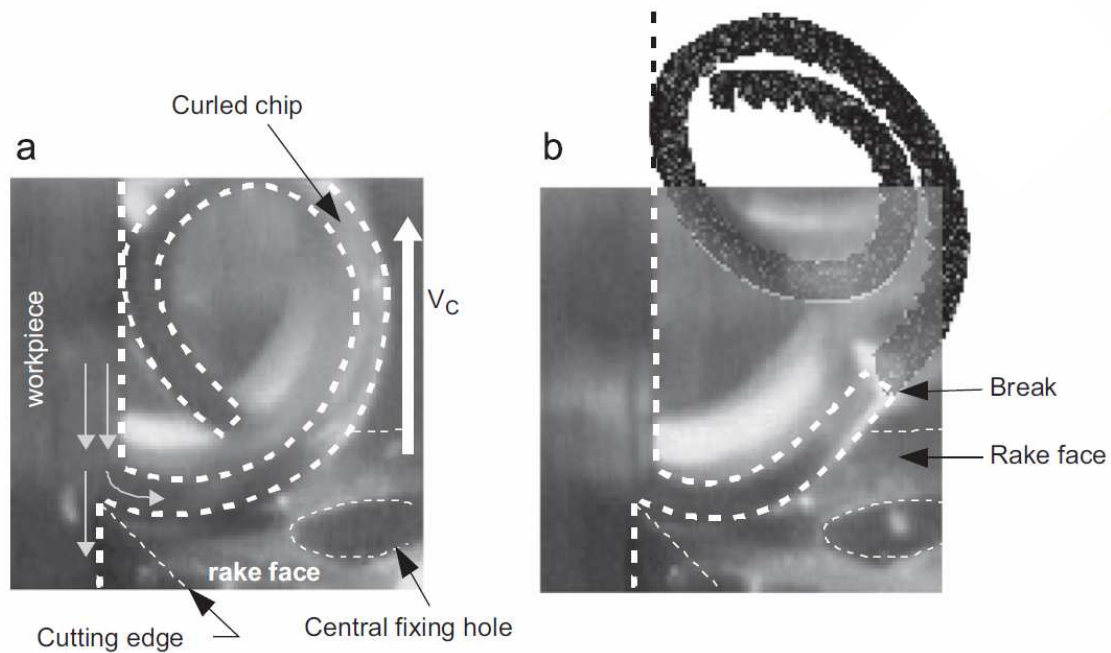 a
Curled chip
workpiece
V_C
rake face
Cutting edge
Central fixing hole
b
Break
Rake face